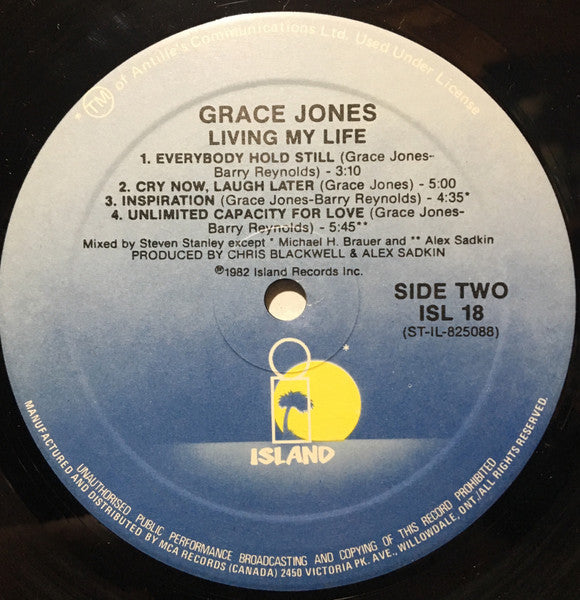 *(TM) of Antilles Communications Ltd. Used Under License
GRACE JONES
LIVING MY LIFE
1. EVERYBODY HOLD STILL (Grace Jones-
Barry Reynolds) - 3:10
2. CRY NOW, LAUGH LATER (Grace Jones) - 5:00
3. INSPIRATION (Grace Jones-Barry Reynolds) - 4:35*
4. UNLIMITED CAPACITY FOR LOVE (Grace Jones-
Barry Reynolds) - 5:45**
Mixed by Steven Stanley except * Michael H. Brauer and ** Alex Sadkin
PRODUCED BY CHRIS BLACKWELL & ALEX SADKIN
℗1982 Island Records Inc.
SIDE TWO
ISL 18
(ST-IL-825088)
*
ISLAND
UNAUTHORISED PUBLIC PERFORMANCE BROADCASTING AND COPYING OF THIS RECORD PROHIBITED
MANUFACTURED AND DISTRIBUTED BY MCA RECORDS (CANADA) 2450 VICTORIA PK. AVE., WILLOWDALE, ONT./ALL RIGHTS RESERVED.